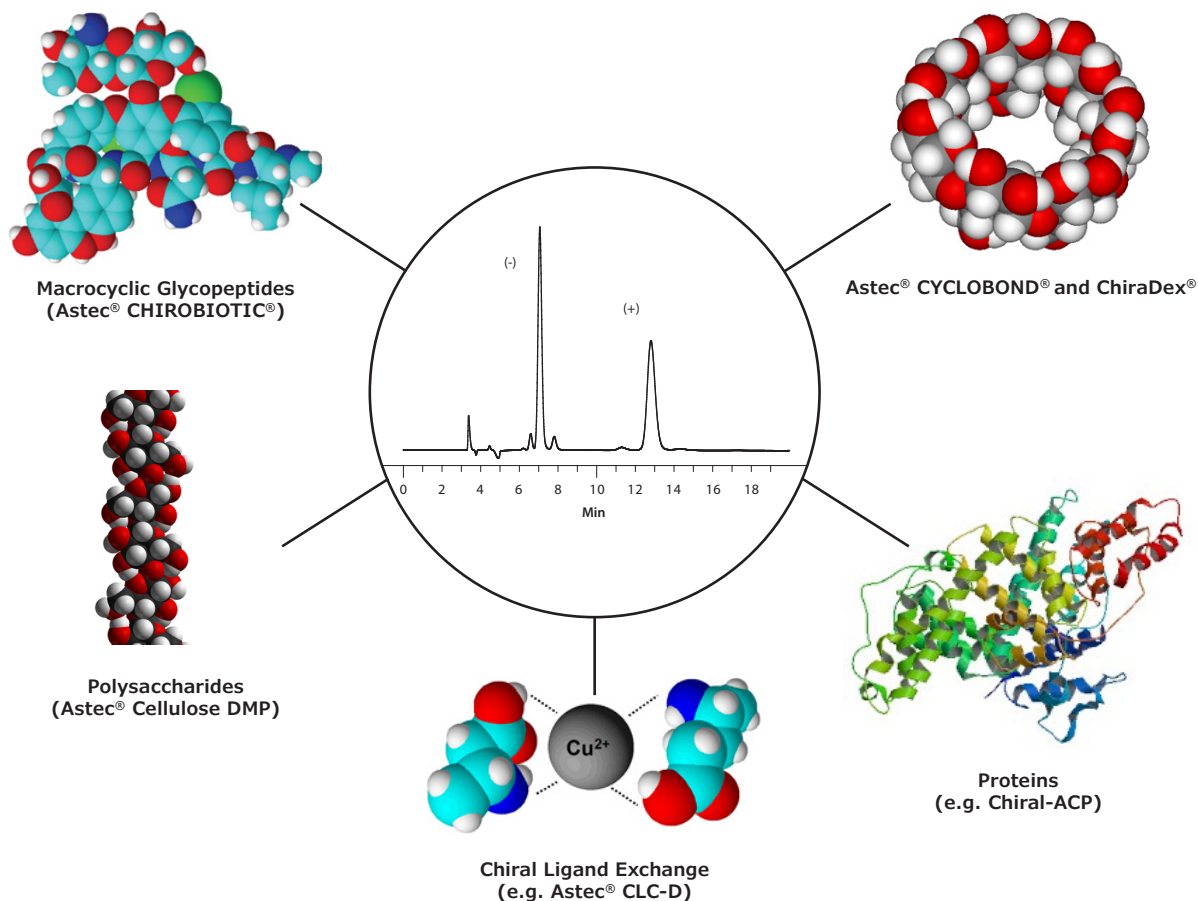 Macrocyclic Glycopeptides
(Astec® CHIROBIOTIC®)
Astec® CYCLOBOND® and ChiraDex®
(-)
(+)
0 2 4 6 8 10 12 14 16 18
Min
Polysaccharides
(Astec® Cellulose DMP)
Cu²⁺
Proteins
(e.g. Chiral-ACP)
Chiral Ligand Exchange
(e.g. Astec® CLC-D)